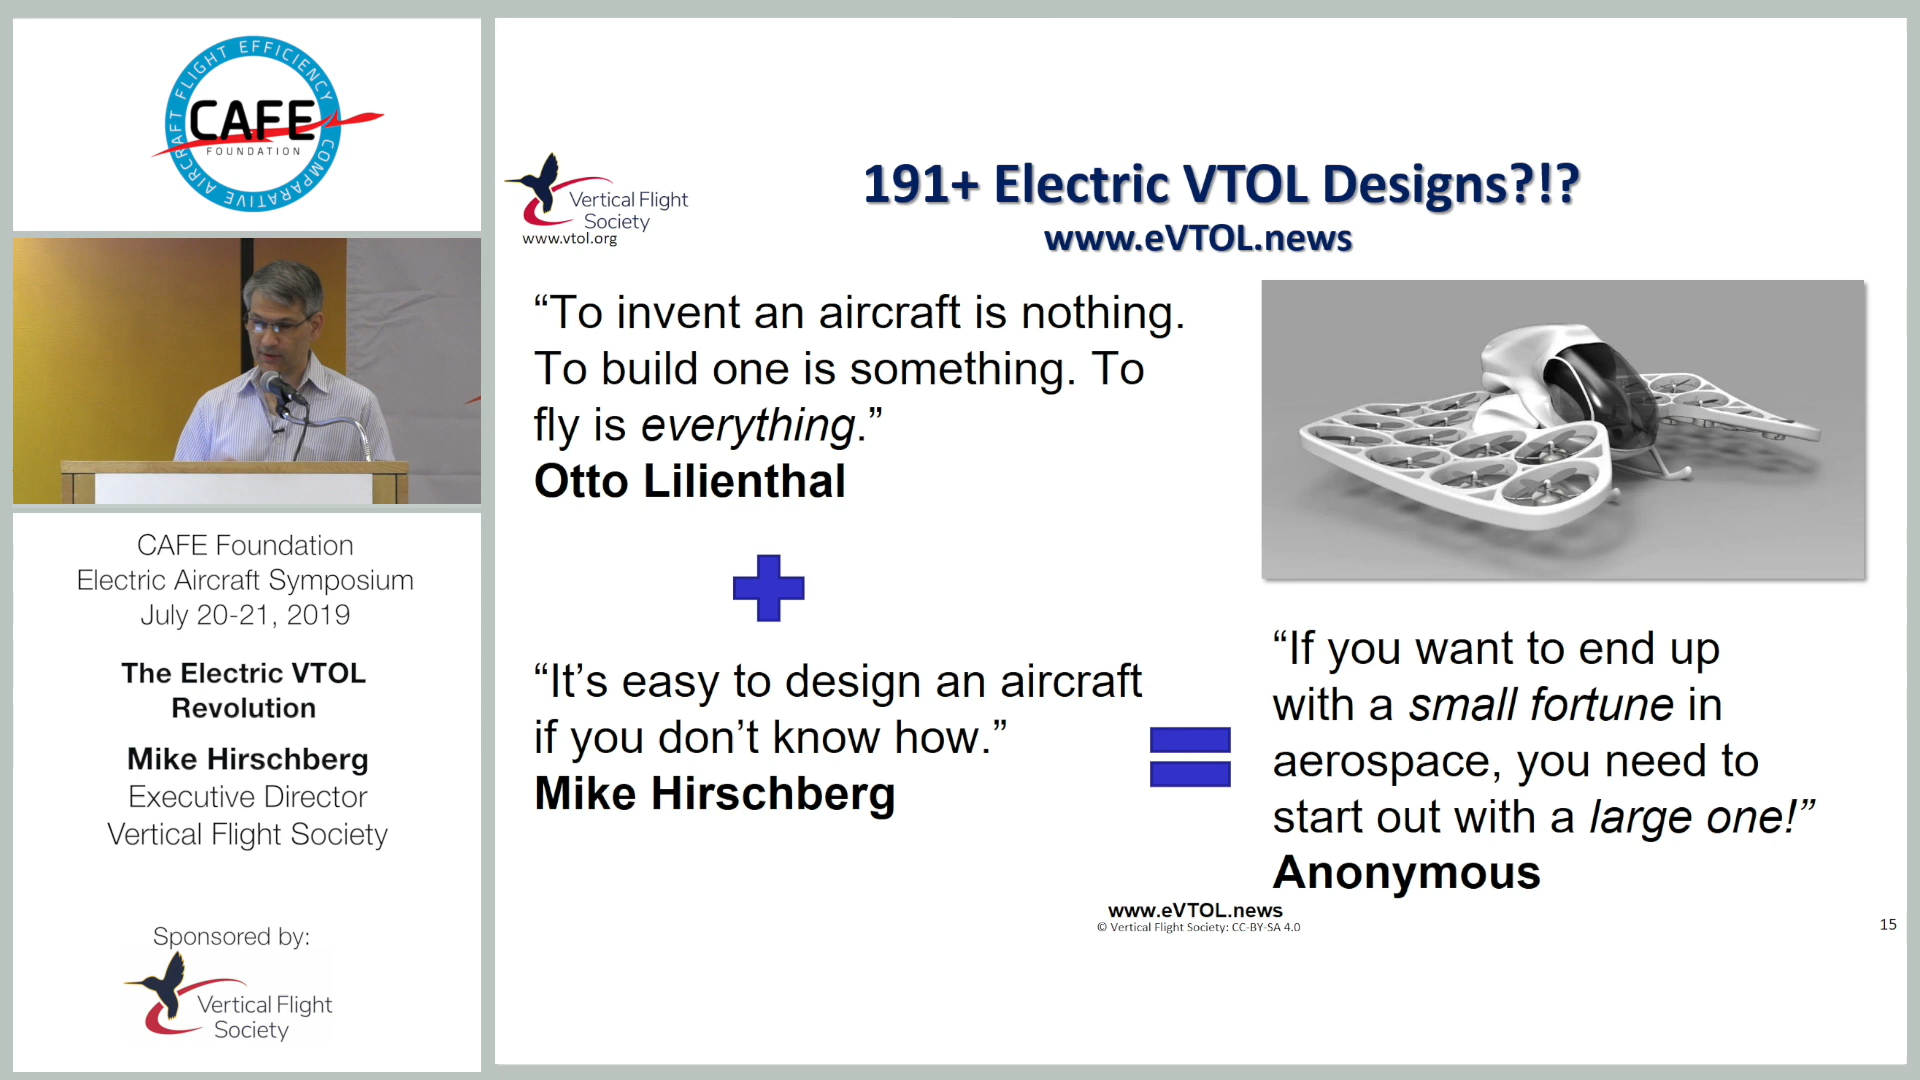 AIRCRAFT FLIGHT EFFICIENCY
COMPARATIVE
CAFE
FOUNDATION
CAFE Foundation
Electric Aircraft Symposium
July 20-21, 2019
The Electric VTOL
Revolution
Mike Hirschberg
Executive Director
Vertical Flight Society
Sponsored by:
Vertical Flight
Society
Vertical Flight
Society
www.vtol.org
191+ Electric VTOL Designs?!?
www.eVTOL.news
“To invent an aircraft is nothing.
To build one is something. To
fly is everything.”
Otto Lilienthal
“It’s easy to design an aircraft
if you don’t know how.”
Mike Hirschberg
“If you want to end up
with a small fortune in
aerospace, you need to
start out with a large one!”
Anonymous
www.eVTOL.news
© Vertical Flight Society: CC-BY-SA 4.0
15